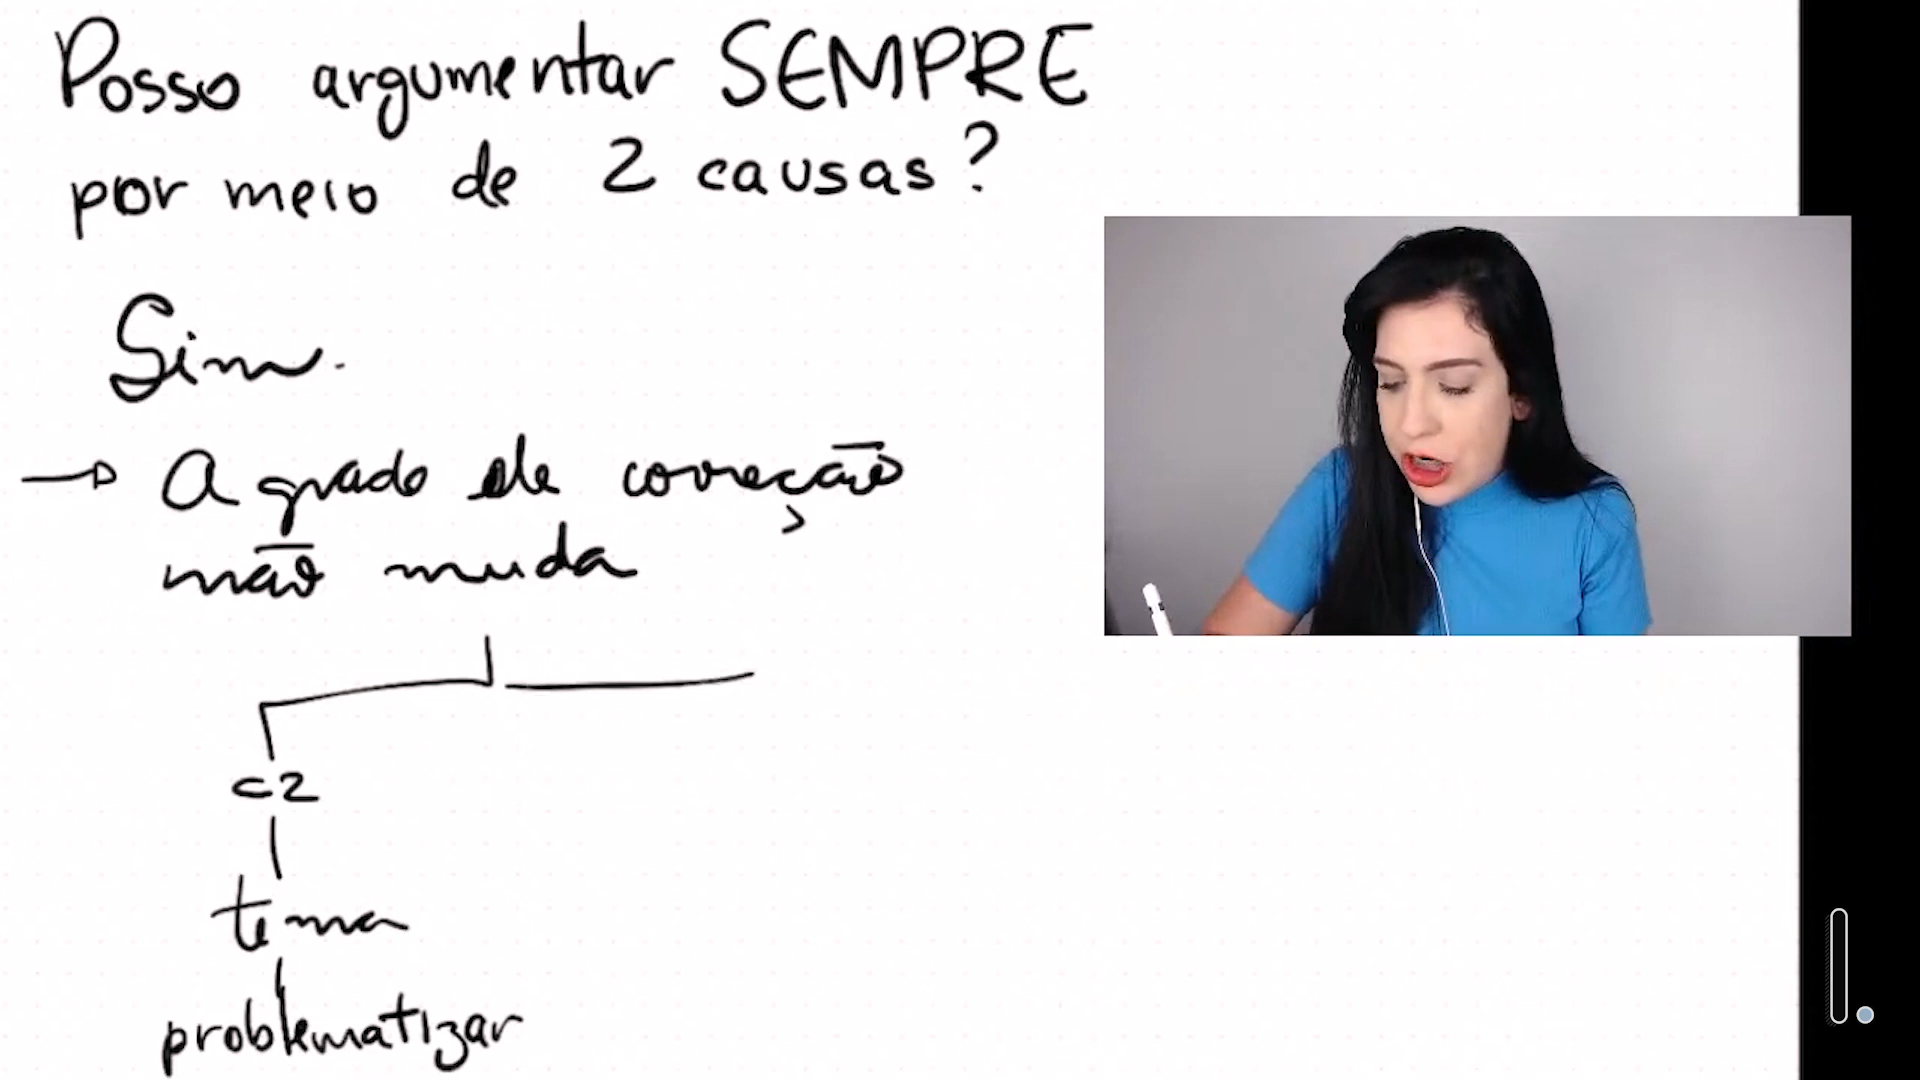 Posso argumentar SEMPRE
por meio de 2 causas?
Sim.
→ A grade de correção
não muda
C2
tema
problematizar